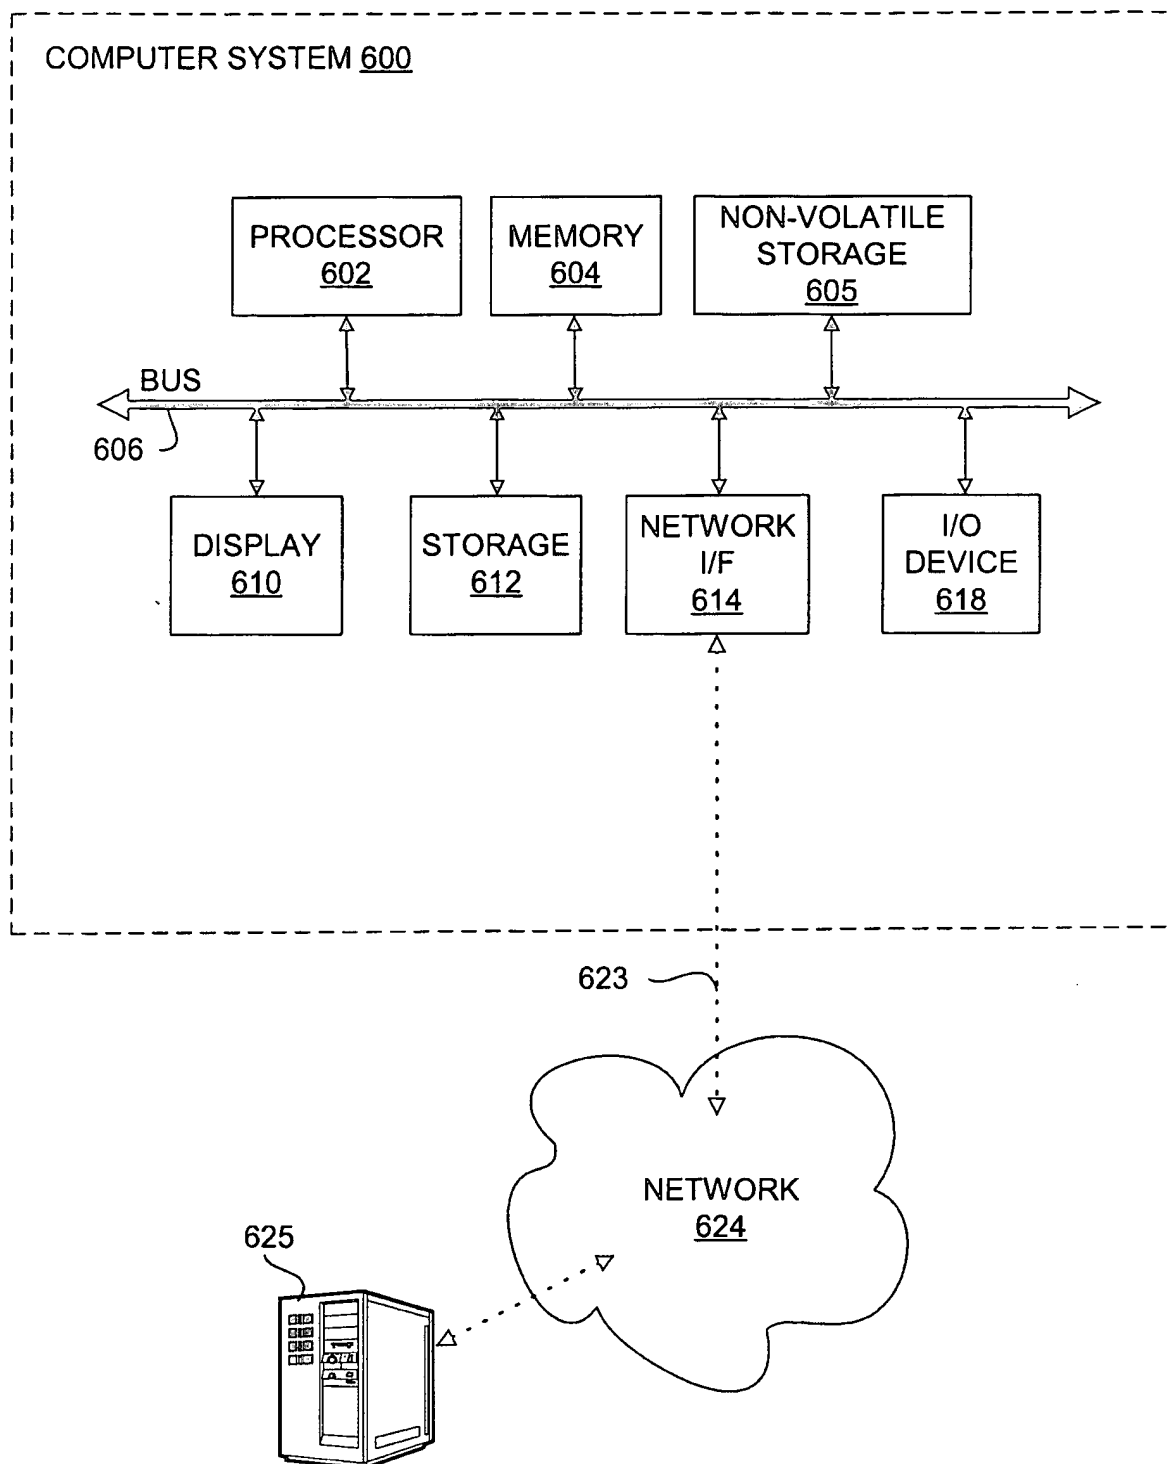 COMPUTER SYSTEM 600
PROCESSOR
602
MEMORY
604
NON-VOLATILE
STORAGE
605
BUS
606
DISPLAY
610
STORAGE
612
NETWORK
I/F
614
I/O
DEVICE
618
623
NETWORK
624
625